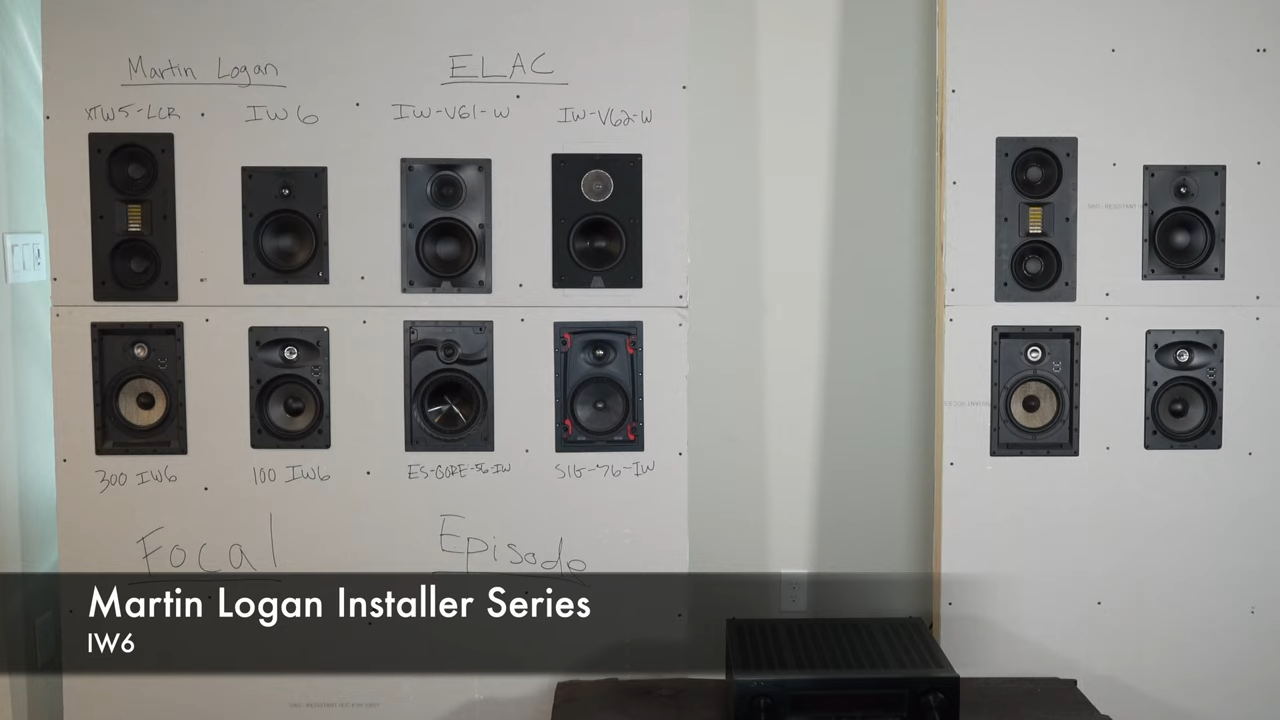 Martin Logan
ELAC
XTW5-LCR
IW6
IW-V61-W
IW-V62-W
300 IW6
100 IW6
ES-CORE-56-IW
SIG-76-IW
Focal
Episode
Martin Logan Installer Series
IW6